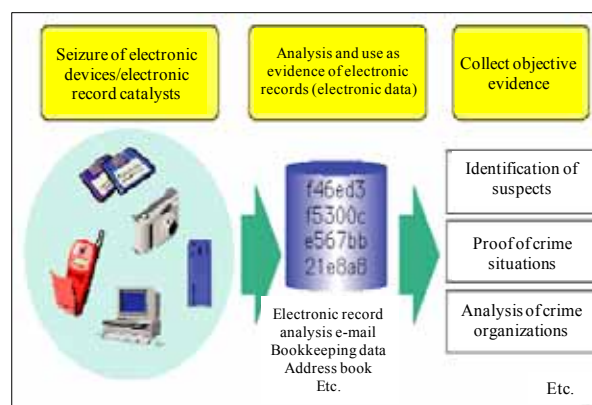 Seizure of electronic
devices/electronic
record catalysts
Analysis and use as
evidence of electronic
records (electronic data)
Collect objective
evidence
f46ed3
f5300c
e567bb
21e8a8
Electronic record
analysis e-mail
Bookkeeping data
Address book
Etc.
Identification of
suspects
Proof of crime
situations
Analysis of crime
organizations
Etc.